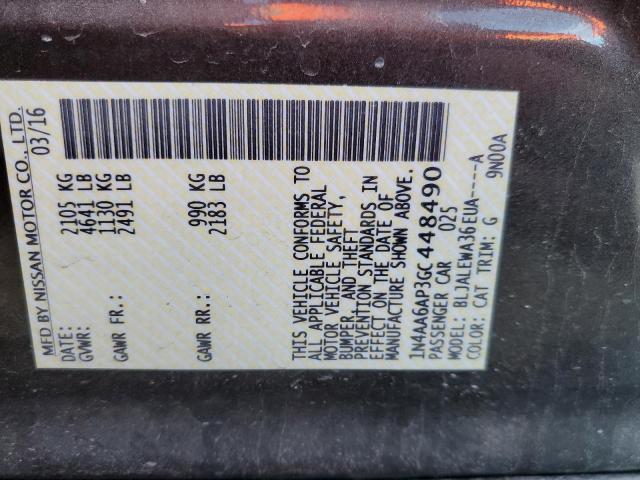 MFD BY NISSAN MOTOR CO., LTD.
DATE: 03/16
GVWR: 2105 KG
4641 LB
GAWR FR.: 1130 KG
2491 LB
GAWR RR.: 990 KG
2183 LB
THIS VEHICLE CONFORMS TO
ALL APPLICABLE FEDERAL
MOTOR VEHICLE SAFETY,
BUMPER, AND THEFT
PREVENTION STANDARDS IN
EFFECT ON THE DATE OF
MANUFACTURE SHOWN ABOVE.
1N4AA6AP3GC448490
PASSENGER CAR 025
MODEL: BLJALEWA36EUA-----A
COLOR: CAT TRIM: G 9N00A